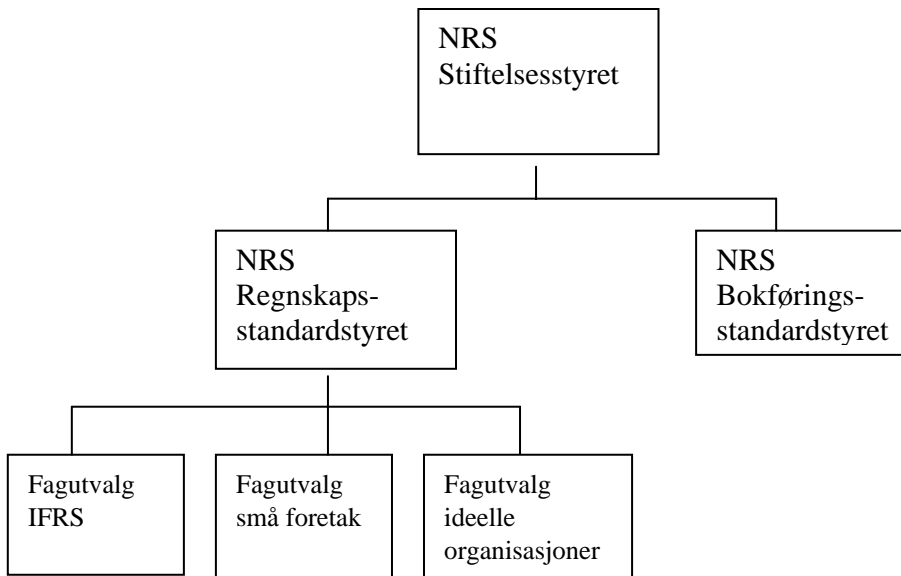 NRS
Stiftelsesstyret
NRS
Regnskaps-
standardstyret
NRS
Bokførings-
standardstyret
Fagutvalg
IFRS
Fagutvalg
små foretak
Fagutvalg
ideelle
organisasjoner